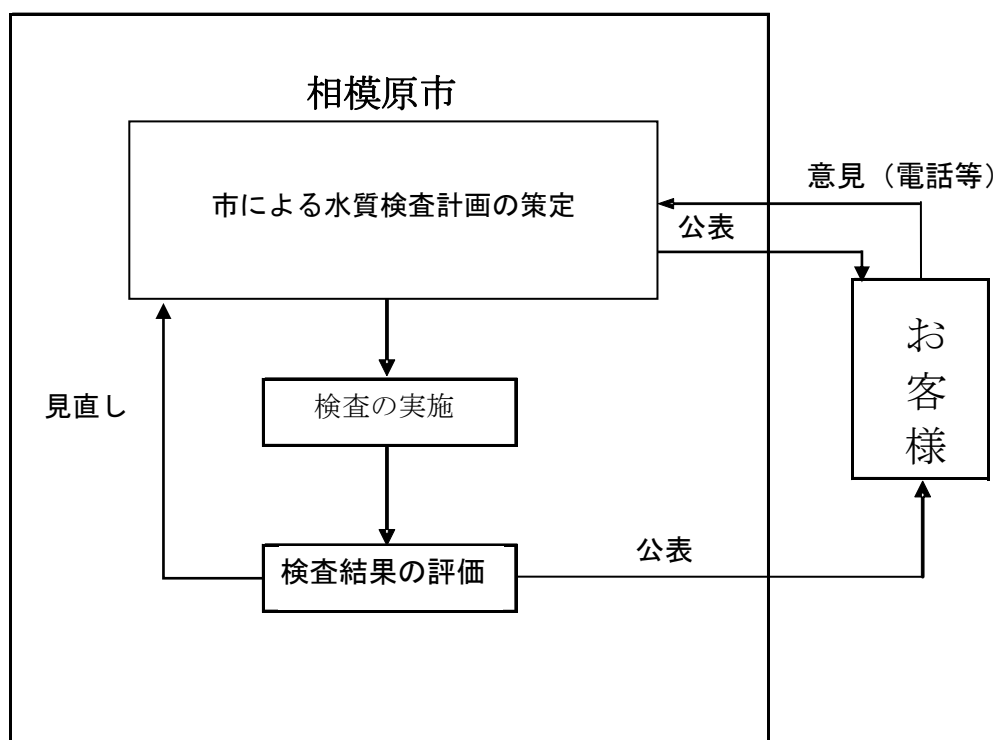 相模原市
意見（電話等）
市による水質検査計画の策定
公表
お客様
検査の実施
見直し
公表
検査結果の評価